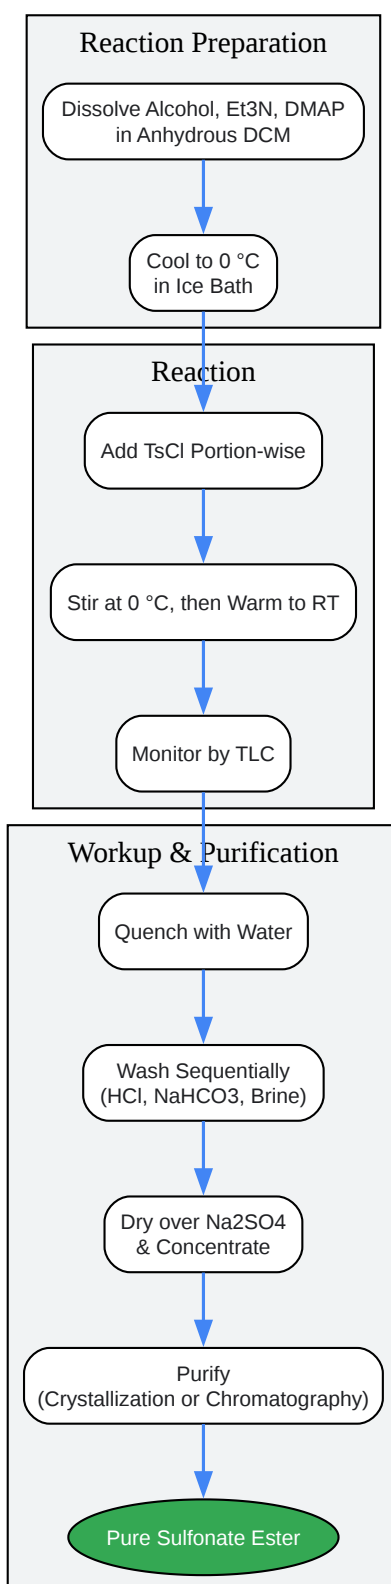 Reaction Preparation
Dissolve Alcohol, Et3N, DMAP
in Anhydrous DCM
Cool to 0 °C
in Ice Bath
Reaction
Add TsCl Portion-wise
Stir at 0 °C, then Warm to RT
Monitor by TLC
Workup & Purification
Quench with Water
Wash Sequentially
(HCl, NaHCO3, Brine)
Dry over Na2SO4
& Concentrate
Purify
(Crystallization or Chromatography)
Pure Sulfonate Ester